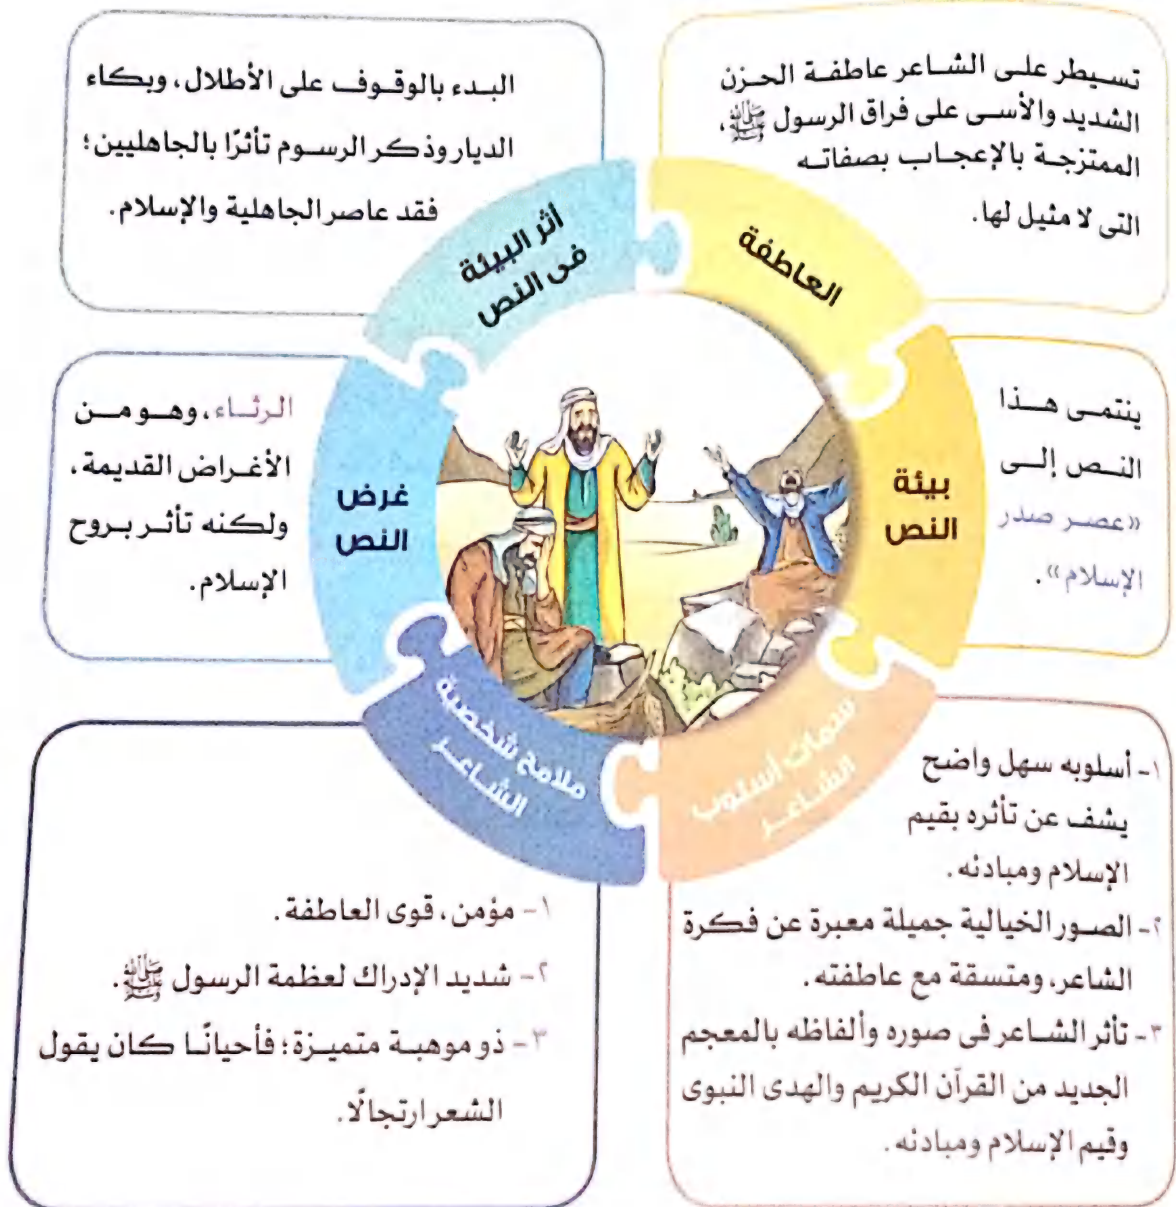 العاطفة
تسيطر على الشاعر عاطفة الحزن
الشديد والأسى على فراق الرسول ﷺ،
الممتزجة بالإعجاب بصفاته
التى لا مثيل لها.
أثر البيئة
فى النص
البدء بالوقوف على الأطلال، وبكاء
الديار وذكر الرسوم تأثرًا بالجاهليين؛
فقد عاصر الجاهلية والإسلام.
بيئة
النص
ينتمى هذا
النص إلى
«عصر صدر
الإسلام».
غرض
النص
الرثاء، وهو من
الأغراض القديمة،
ولكنه تأثر بروح
الإسلام.
سمات أسلوب
الشاعر
١- أسلوبه سهل واضح
يشف عن تأثره بقيم
الإسلام ومبادئه.
٢- الصور الخيالية جميلة معبرة عن فكرة
الشاعر، ومتسقة مع عاطفته.
٣- تأثر الشاعر فى صوره وألفاظه بالمعجم
الجديد من القرآن الكريم والهدى النبوى
وقيم الإسلام ومبادئه.
ملامح شخصية
الشاعر
١- مؤمن، قوى العاطفة.
٢- شديد الإدراك لعظمة الرسول ﷺ.
٣- ذو موهبة متميزة؛ فأحيانًا كان يقول
الشعر ارتجالًا.